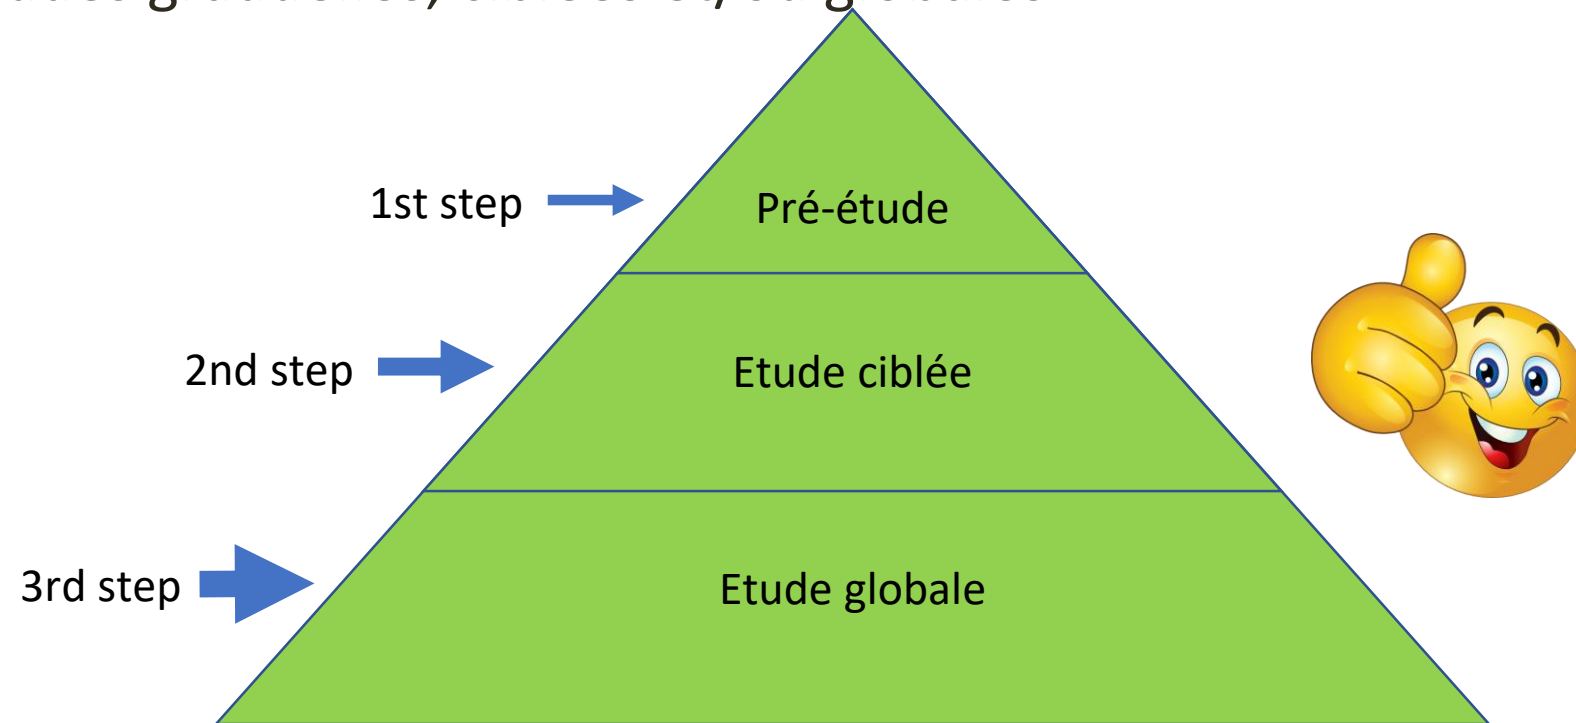 1st step
Pré-étude
2nd step
Etude ciblée
3rd step
Etude globale